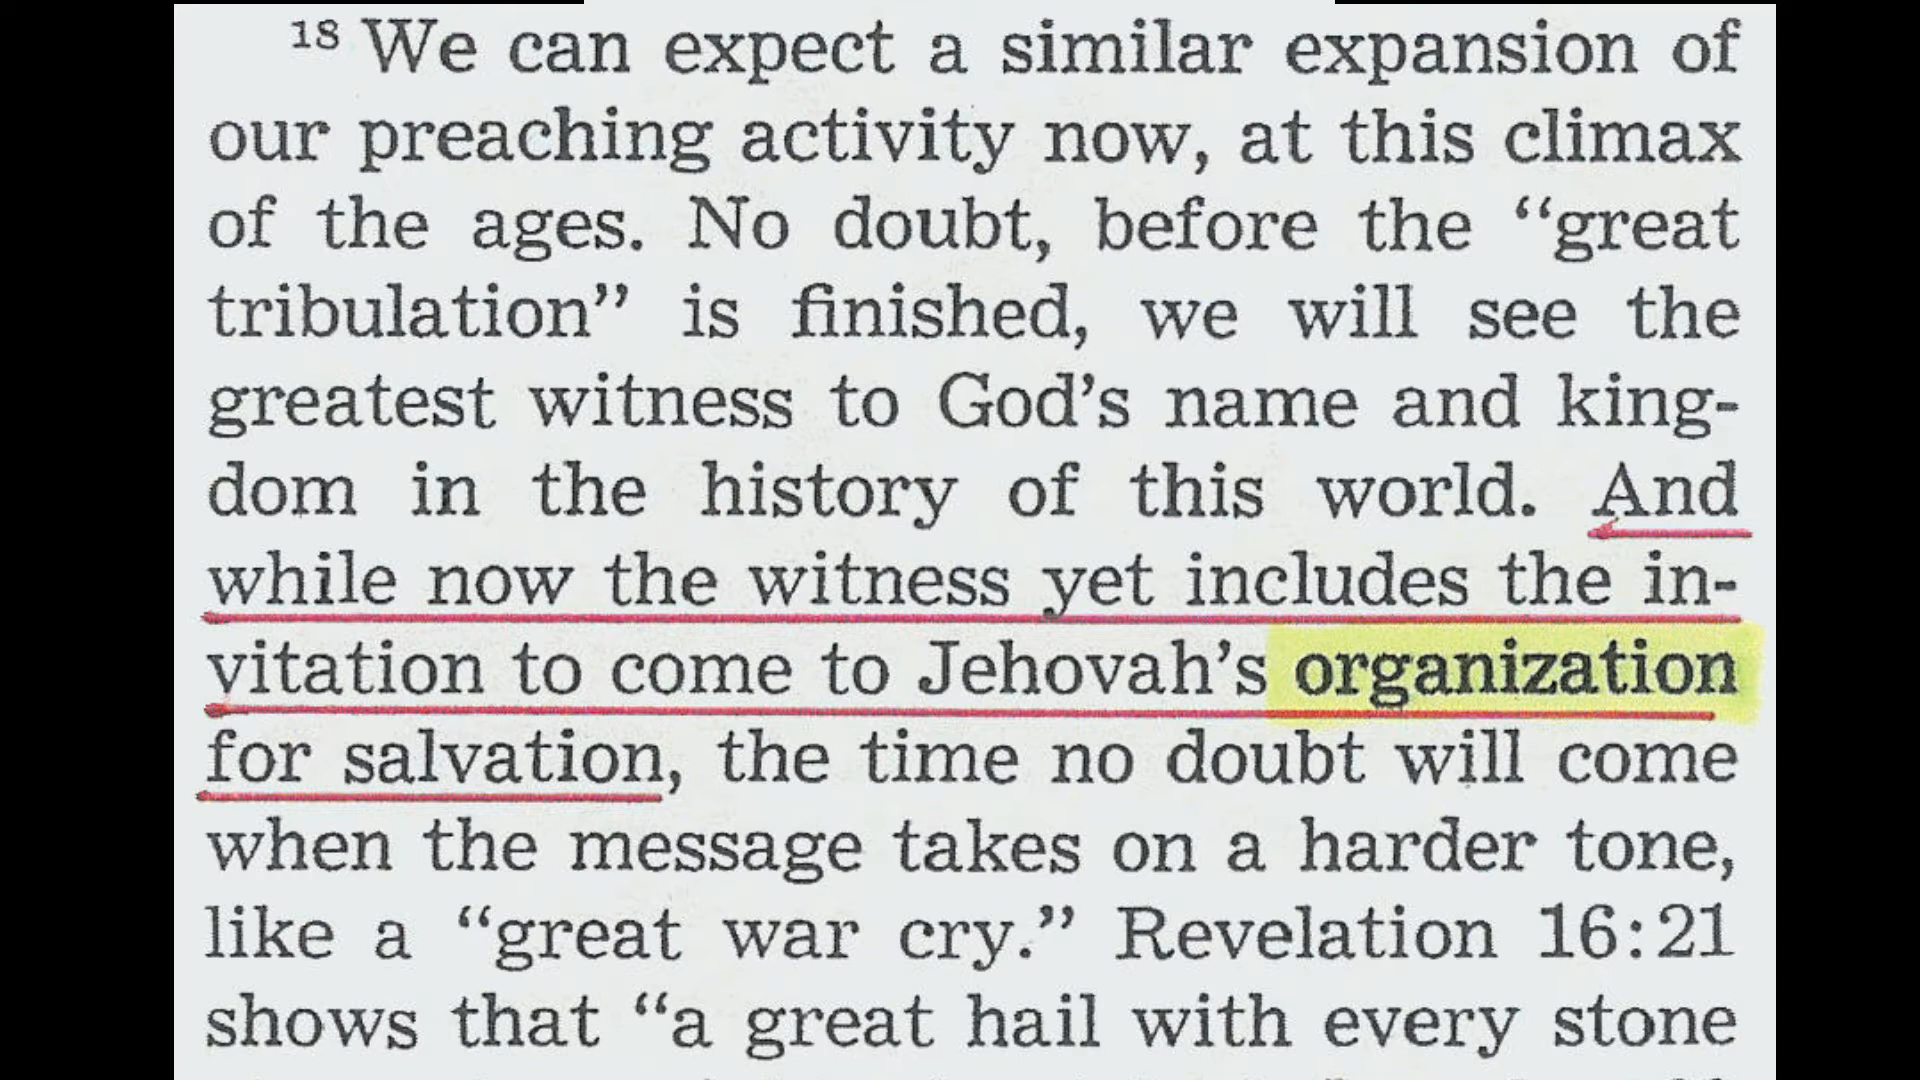 18 We can expect a similar expansion of
our preaching activity now, at this climax
of the ages. No doubt, before the “great
tribulation” is finished, we will see the
greatest witness to God’s name and king-
dom in the history of this world. And
while now the witness yet includes the in-
vitation to come to Jehovah’s organization
for salvation, the time no doubt will come
when the message takes on a harder tone,
like a “great war cry.” Revelation 16:21
shows that “a great hail with every stone